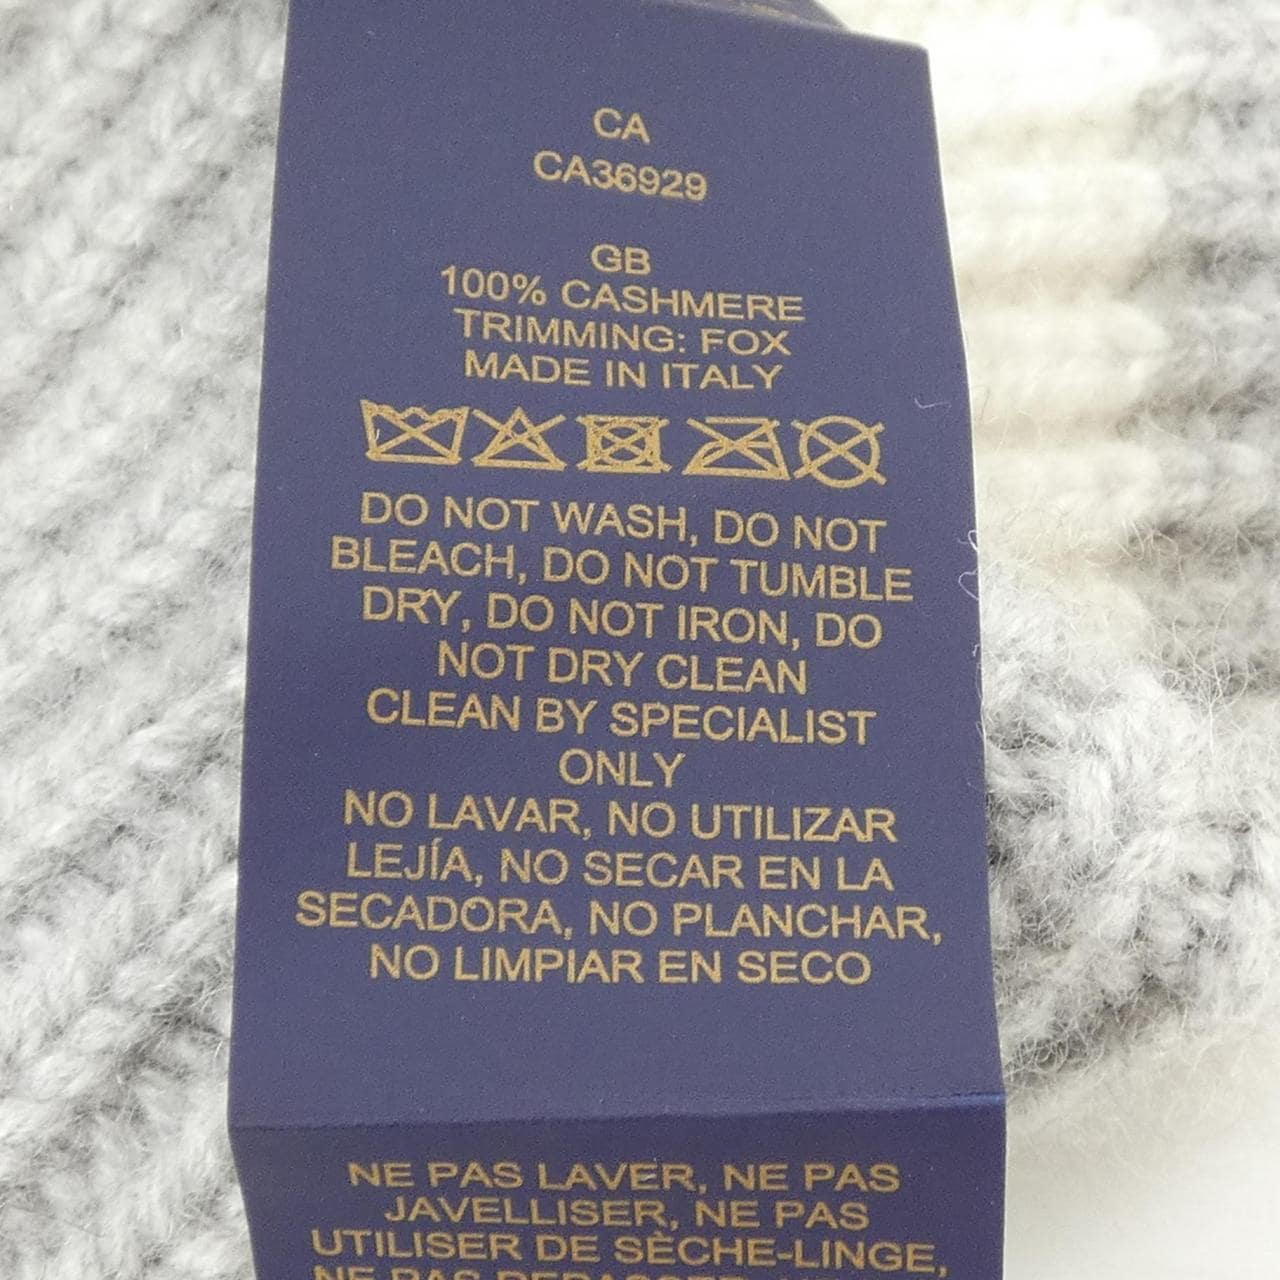 CA
CA36929
GB
100% CASHMERE
TRIMMING: FOX
MADE IN ITALY
DO NOT WASH, DO NOT
BLEACH, DO NOT TUMBLE
DRY, DO NOT IRON, DO
NOT DRY CLEAN
CLEAN BY SPECIALIST
ONLY
NO LAVAR, NO UTILIZAR
LEJÍA, NO SECAR EN LA
SECADORA, NO PLANCHAR,
NO LIMPIAR EN SECO
NE PAS LAVER, NE PAS
JAVELLISER, NE PAS
UTILISER DE SÈCHE-LINGE,
NE PAS